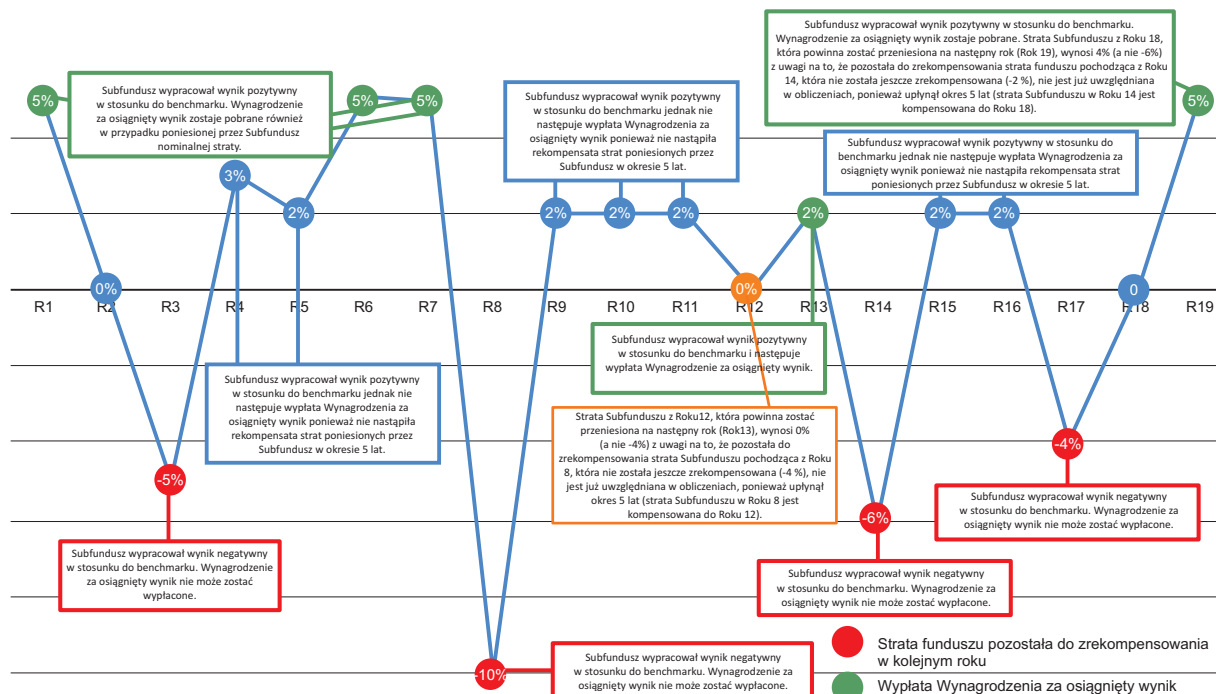 Subfundusz wypracował wynik pozytywny w stosunku do benchmark.
Wynagrodzenie za osiągnięty wynik zostaje pobrane. Strata Subfunduszu z Roku 18,
która powinna zostać przeniesiona na następny rok (Rok 19), wynosi 4% (a nie -6%)
z uwagi na to, że pozostała do zrekompensowania strata funduszu pochodząca z Roku
14, która nie została jeszcze zrekompensowana (-2 %), nie jest już uwzględniana
w obliczeniach, ponieważ upłynął okres 5 lat (strata Subfunduszu w Roku 14 jest
kompensowana do Roku 18).
Subfundusz wypracował wynik pozytywny
w stosunku do benchmark. Wynagrodzenie
za osiągnięty wynik zostaje pobrane również
w przypadku poniesionej przez Subfundusz
nominalnej straty.
Subfundusz wypracował wynik pozytywny
w stosunku do benchmark jednak nie
następuje wypłata Wynagrodzenia za
osiągnięty wynik ponieważ nie nastąpiła
rekompensata strat poniesionych przez
Subfundusz w okresie 5 lat.
Subfundusz wypracował wynik pozytywny w stosunku do
benchmark jednak nie następuje wypłata Wynagrodzenia za
osiągnięty wynik ponieważ nie nastąpiła rekompensata strat
poniesionych przez Subfundusz w okresie 5 lat.
5%
5%
5%
5%
3%
2%
2%
2%
2%
2%
2%
2%
0%
0%
0
R1
R2
R3
R4
R5
R6
R7
R8
R9
R10
R11
R12
R13
R14
R15
R16
R17
R18
R19
Subfundusz wypracował wynik pozytywny
w stosunku do benchmarku i następuje
wypłata Wynagrodzenie za osiągnięty wynik.
Subfundusz wypracował wynik pozytywny
w stosunku do benchmark jednak nie
następuje wypłata Wynagrodzenia za
osiągnięty wynik ponieważ nie nastąpiła
rekompensata strat poniesionych przez
Subfundusz w okresie 5 lat.
Strata Subfunduszu z Roku12, która powinna zostać
przeniesiona na następny rok (Rok13), wynosi 0%
(a nie -4%) z uwagi na to, że pozostała do
zrekompensowania strata Subfunduszu pochodząca z Roku
8, która nie została jeszcze zrekompensowana (-4 %), nie
jest już uwzględniana w obliczeniach, ponieważ upłynął
okres 5 lat (strata Subfunduszu w Roku 8 jest
kompensowana do Roku 12).
-5%
-4%
-6%
-10%
Subfundusz wypracował wynik negatywny
w stosunku do benchmark. Wynagrodzenie
za osiągnięty wynik nie może zostać
wypłacone.
Subfundusz wypracował wynik negatywny
w stosunku do benchmark. Wynagrodzenie za
osiągnięty wynik nie może zostać wypłacone.
Subfundusz wypracował wynik negatywny
w stosunku do benchmark. Wynagrodzenie za
osiągnięty wynik nie może zostać wypłacone.
Subfundusz wypracował wynik negatywny
w stosunku do benchmark. Wynagrodzenie za
osiągnięty wynik nie może zostać wypłacone.
Strata funduszu pozostała do zrekompensowania
w kolejnym roku
Wypłata Wynagrodzenia za osiągnięty wynik